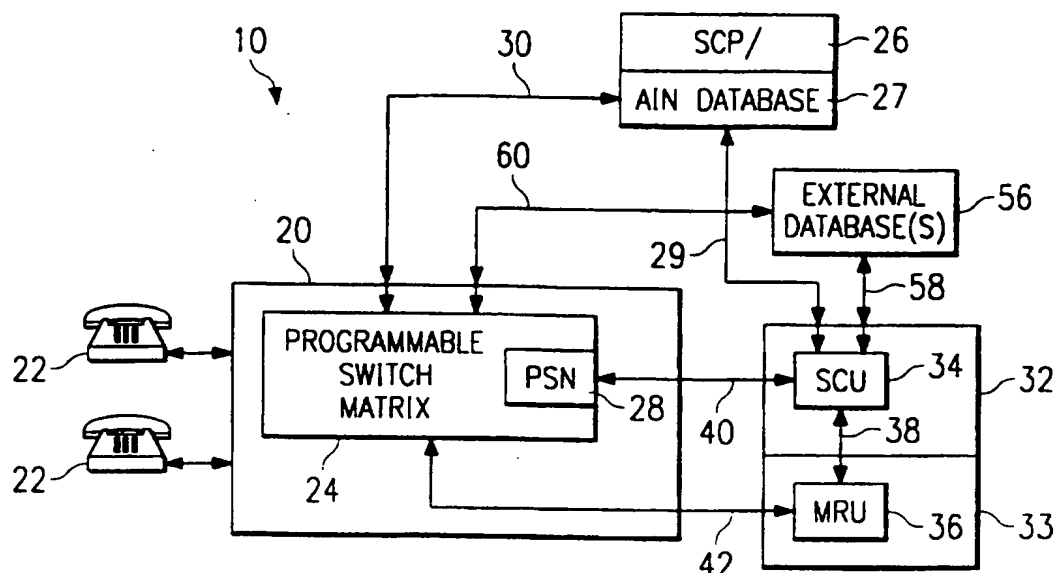 10
30
SCP/
26
AIN DATABASE
27
60
EXTERNAL
DATABASE(S)
56
20
29
58
22
PROGRAMMABLE
SWITCH
MATRIX
PSN
28
40
SCU
34
32
38
22
24
MRU
36
33
42